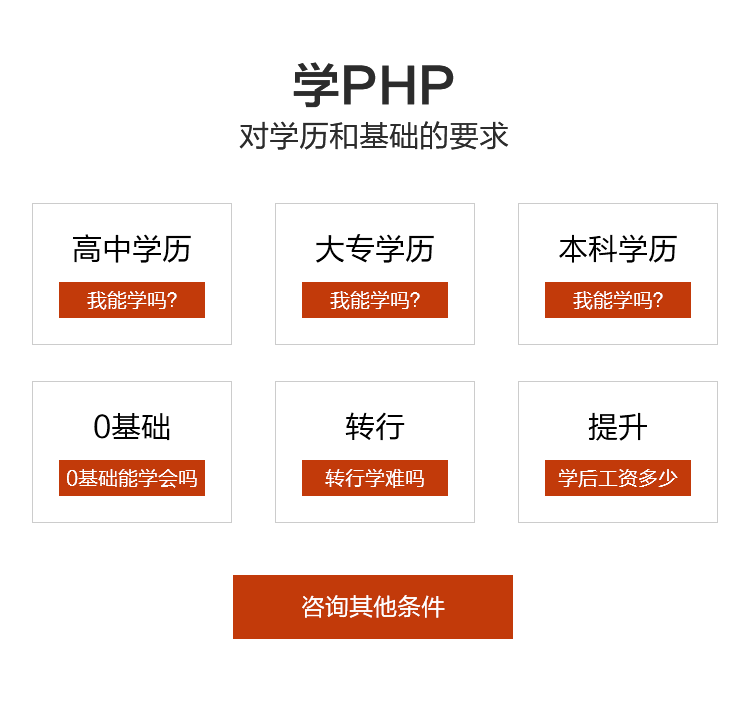 学PHP
对学历和基础的要求
高中学历
我能学吗?
大专学历
我能学吗?
本科学历
我能学吗?
0基础
0基础能学会吗
转行
转行学难吗
提升
学后工资多少
咨询其他条件